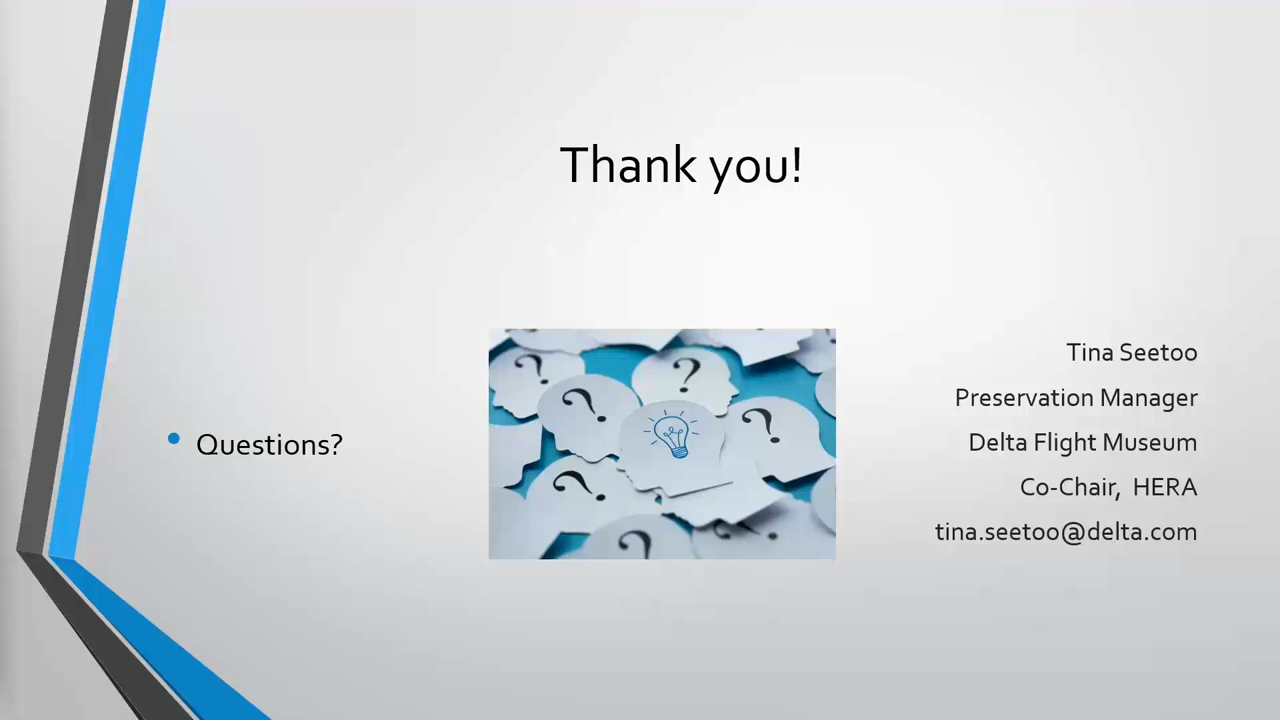 Thank you!
Questions?
Tina Seetoo
Preservation Manager
Delta Flight Museum
Co-Chair, HERA
tina.seetoo@delta.com